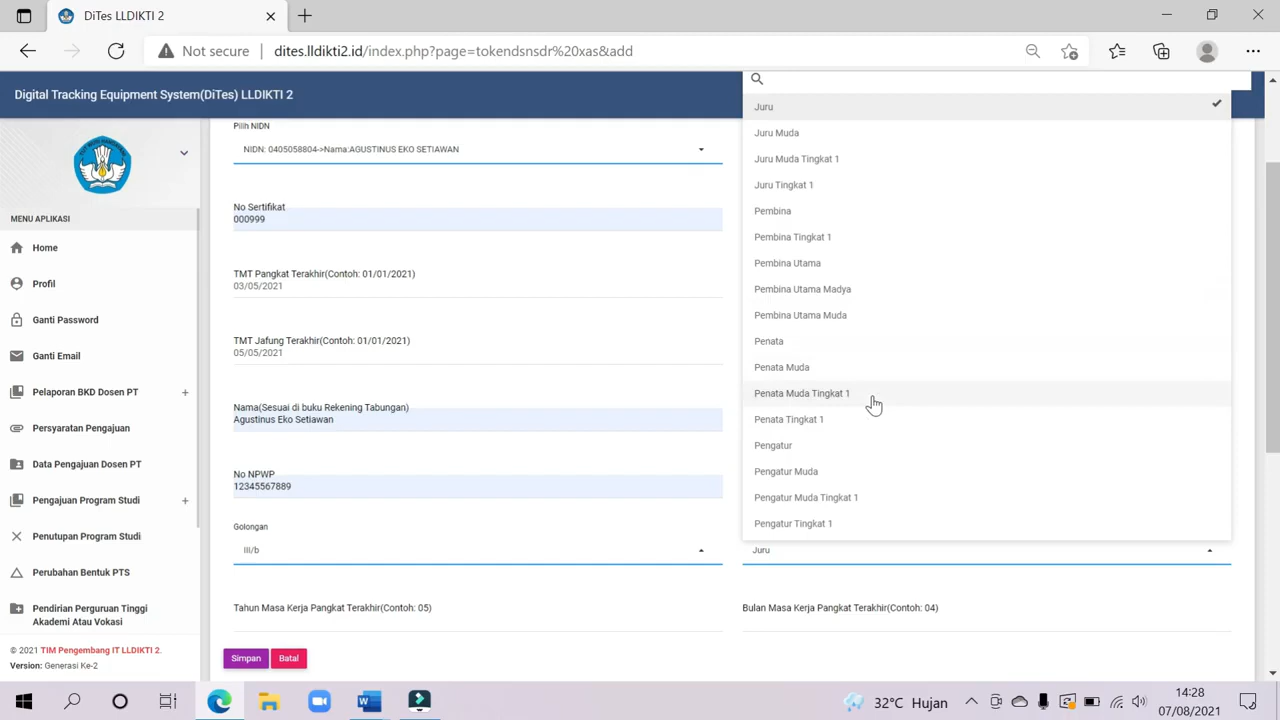 DiTes LLDIKTI 2
Not secure
dites.lldikti2.id/index.php?page=tokendsnsdr%20xas&add
Digital Tracking Equipment System(DiTes) LLDIKTI 2
MENU APLIKASI
Home
Profil
Ganti Password
Ganti Email
Pelaporan BKD Dosen PT +
Persyaratan Pengajuan
Data Pengajuan Dosen PT
Pengajuan Program Studi +
Penutupan Program Studi
Perubahan Bentuk PTS
Pendirian Perguruan Tinggi
Akademi Atau Vokasi
© 2021 TIM Pengembang IT LLDIKTI 2.
Version: Generasi Ke-2
Pilih NIDN
NIDN: 0405058804->Nama:AGUSTINUS EKO SETIAWAN
No Sertifikat
000999
TMT Pangkat Terakhir(Contoh: 01/01/2021)
03/05/2021
TMT Jafung Terakhir(Contoh: 01/01/2021)
05/05/2021
Nama(Sesuai di buku Rekening Tabungan)
Agustinus Eko Setiawan
No NPWP
12345567889
Golongan
III/b
Tahun Masa Kerja Pangkat Terakhir(Contoh: 05)
Simpan
Batal
Juru
Juru Muda
Juru Muda Tingkat 1
Juru Tingkat 1
Pembina
Pembina Tingkat 1
Pembina Utama
Pembina Utama Madya
Pembina Utama Muda
Penata
Penata Muda
Penata Muda Tingkat 1
Penata Tingkat 1
Pengatur
Pengatur Muda
Pengatur Muda Tingkat 1
Pengatur Tingkat 1
Juru
Bulan Masa Kerja Pangkat Terakhir(Contoh: 04)
32°C Hujan
14:28
07/08/2021